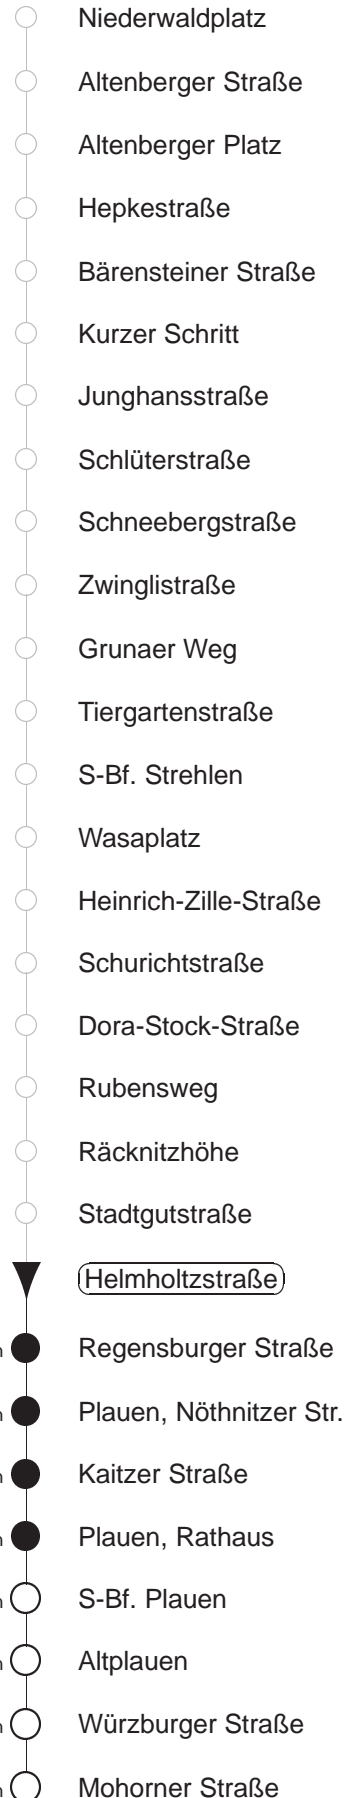 Niederwaldplatz
Altenberger Straße
Altenberger Platz
Hepkestraße
Bärensteiner Straße
Kurzer Schritt
Junghansstraße
Schlüterstraße
Schneebergstraße
Zwinglistraße
Grunaer Weg
Tiergartenstraße
S-Bf. Strehlen
Wasaplatz
Heinrich-Zille-Straße
Schurichtstraße
Dora-Stock-Straße
Rubensweg
Räcknitzhöhe
Stadtgutstraße
Helmholtzstraße
Regensburger Straße
Plauen, Nöthnitzer Str.
Kaitzer Straße
Plauen, Rathaus
S-Bf. Plauen
Altplauen
Würzburger Straße
Mohorner Straße